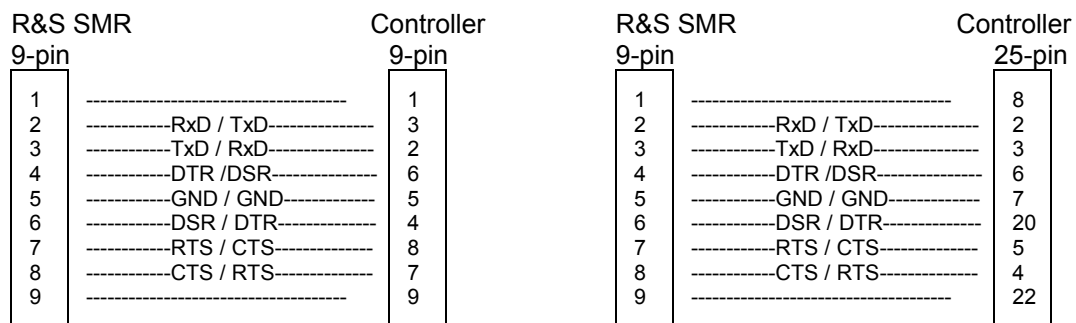 R&S SMR Controller R&S SMR Controller
9-pin 9-pin 9-pin 25-pin
1 ------------------------------------- 1 1 ------------------------------------- 8
2 ------------RxD / TxD--------------- 3 2 ------------RxD / TxD--------------- 2
3 ------------TxD / RxD--------------- 2 3 ------------TxD / RxD--------------- 3
4 ------------DTR /DSR--------------- 6 4 ------------DTR /DSR--------------- 6
5 ------------GND / GND------------- 5 5 ------------GND / GND------------- 7
6 ------------DSR / DTR-------------- 4 6 ------------DSR / DTR-------------- 20
7 ------------RTS / CTS-------------- 8 7 ------------RTS / CTS-------------- 5
8 ------------CTS / RTS-------------- 7 8 ------------CTS / RTS-------------- 4
9 ------------------------------------- 9 9 ------------------------------------- 22